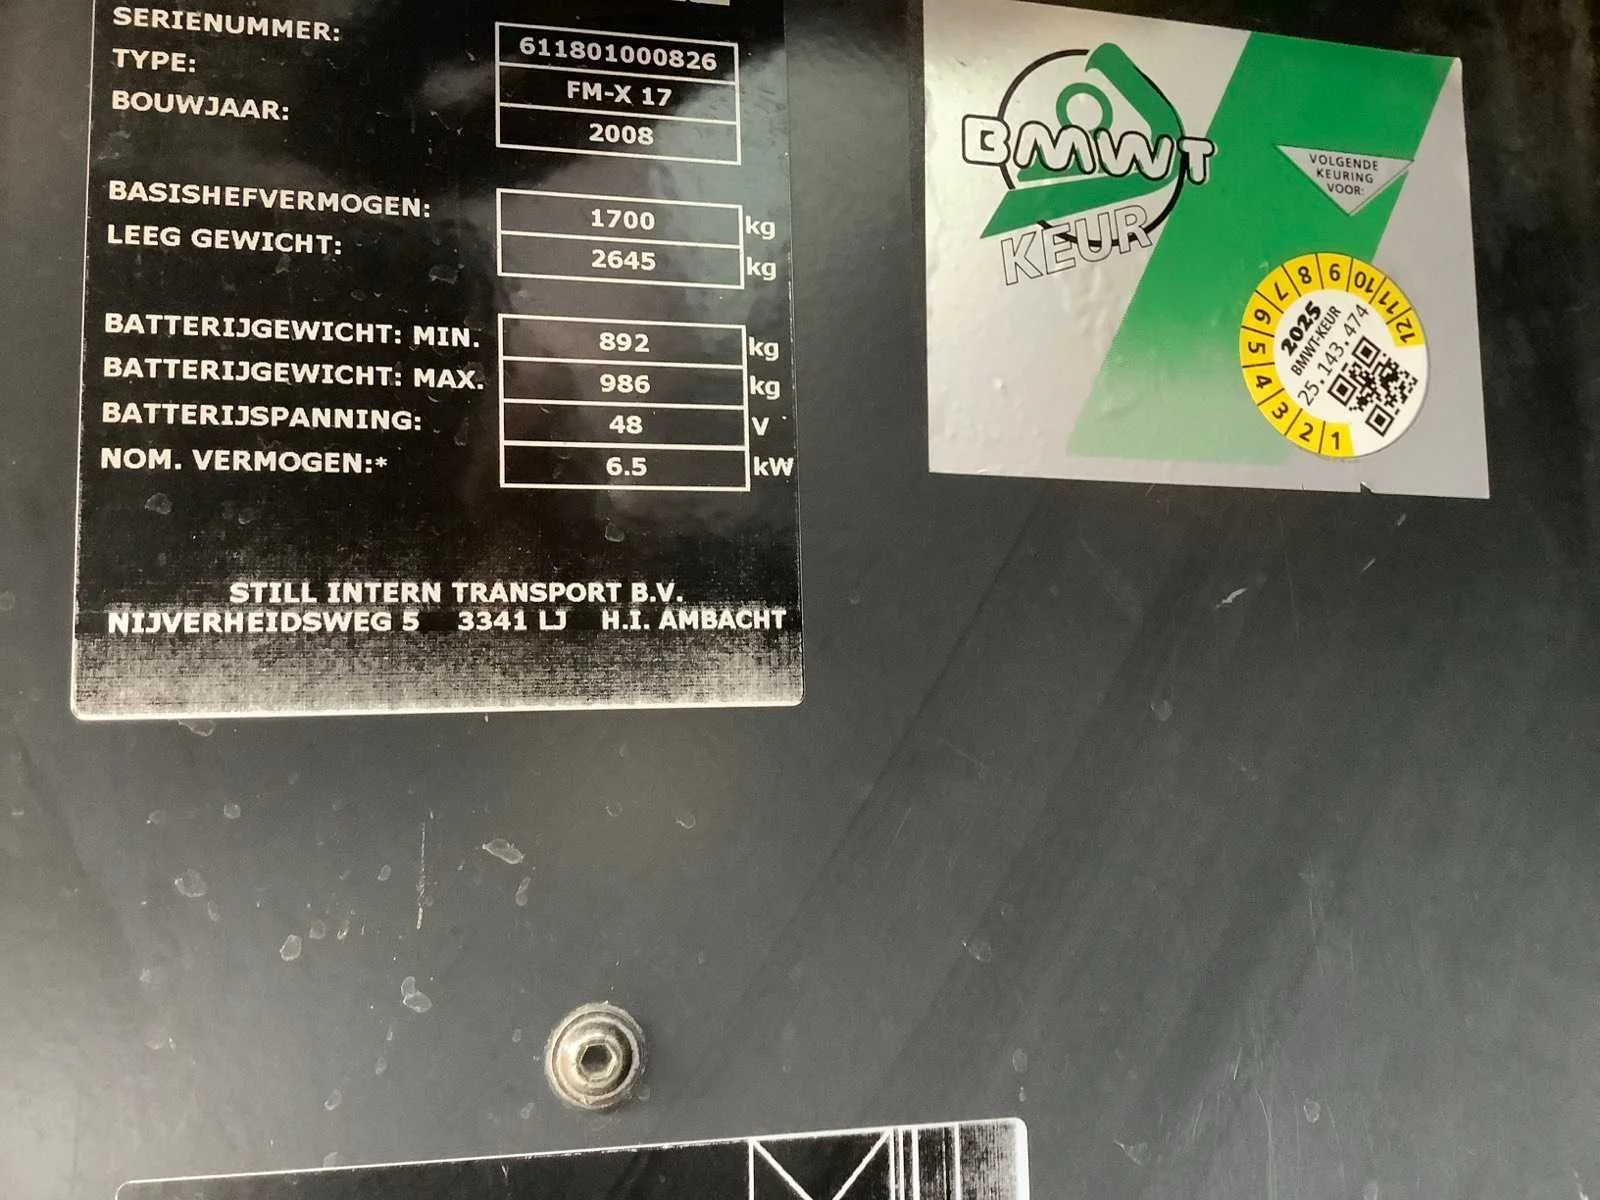 SERIENUMMER: 611801000826
TYPE: FM-X 17
BOUWJAAR: 2008
BASISHEFVERMOGEN: 1700 kg
LEEG GEWICHT: 2645 kg
BATTERIJGEWICHT: MIN. 892 kg
BATTERIJGEWICHT: MAX. 986 kg
BATTERIJSPANNING: 48 V
NOM. VERMOGEN:* 6.5 kW
STILL INTERN TRANSPORT B.V.
NIJVERHEIDSWEG 5 3341 LJ H.I. AMBACHT
BMWT
KEUR
VOLGENDE
KEURING
VOOR:
1 2 3 4 5 6 7 8 9 10 11 12
2025
BMWT-KEUR
25.143.474